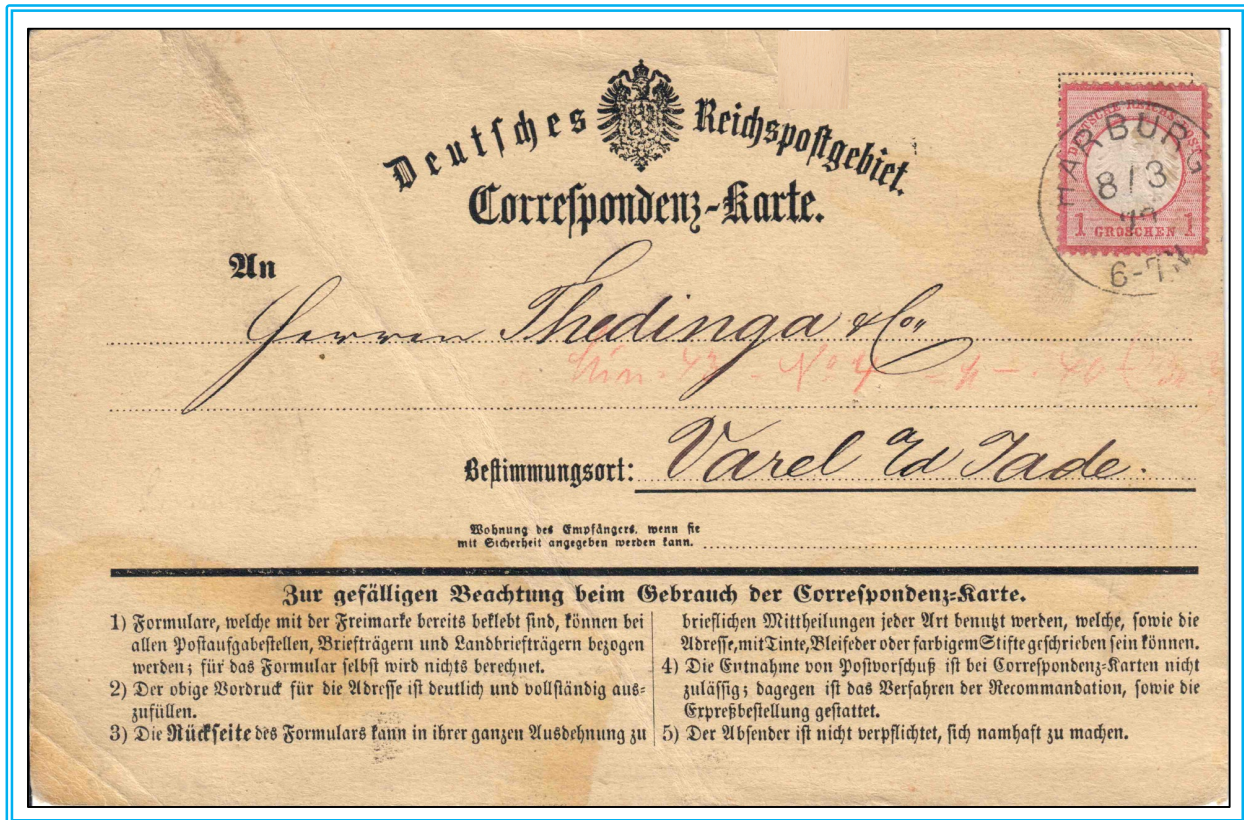 Deutsches Reichspostgebiet.
Correspondenz-Karte.
DEUTSCHE REICHS-POST
1 GROSCHEN 1
HARBURG
8/3
6-7N
An
Herren Thedinga & Co
No 4
Bestimmungsort: Varel Jade.
Wohnung des Empfängers, wenn sie
mit Sicherheit angegeben werden kann.
Zur gefälligen Beachtung beim Gebrauch der Correspondenz-Karte.
1) Formulare, welche mit der Freimarke bereits beklebt sind, können bei
allen Postaufgabestellen, Briefträgern und Landbriefträgern bezogen
werden; für das Formular selbst wird nichts berechnet.
2) Der obige Vordruck für die Adresse ist deutlich und vollständig aus-
zufüllen.
3) Die Rückseite des Formulars kann in ihrer ganzen Ausdehnung zu
brieflichen Mittheilungen jeder Art benutzt werden, welche, sowie die
Adresse, mit Tinte, Bleifeder oder farbigem Stifte geschrieben sein können.
4) Die Entnahme von Postvorschuß ist bei Correspondenz-Karten nicht
zulässig; dagegen ist das Verfahren der Recommandation, sowie die
Expreßbestellung gestattet.
5) Der Absender ist nicht verpflichtet, sich namhaft zu machen.